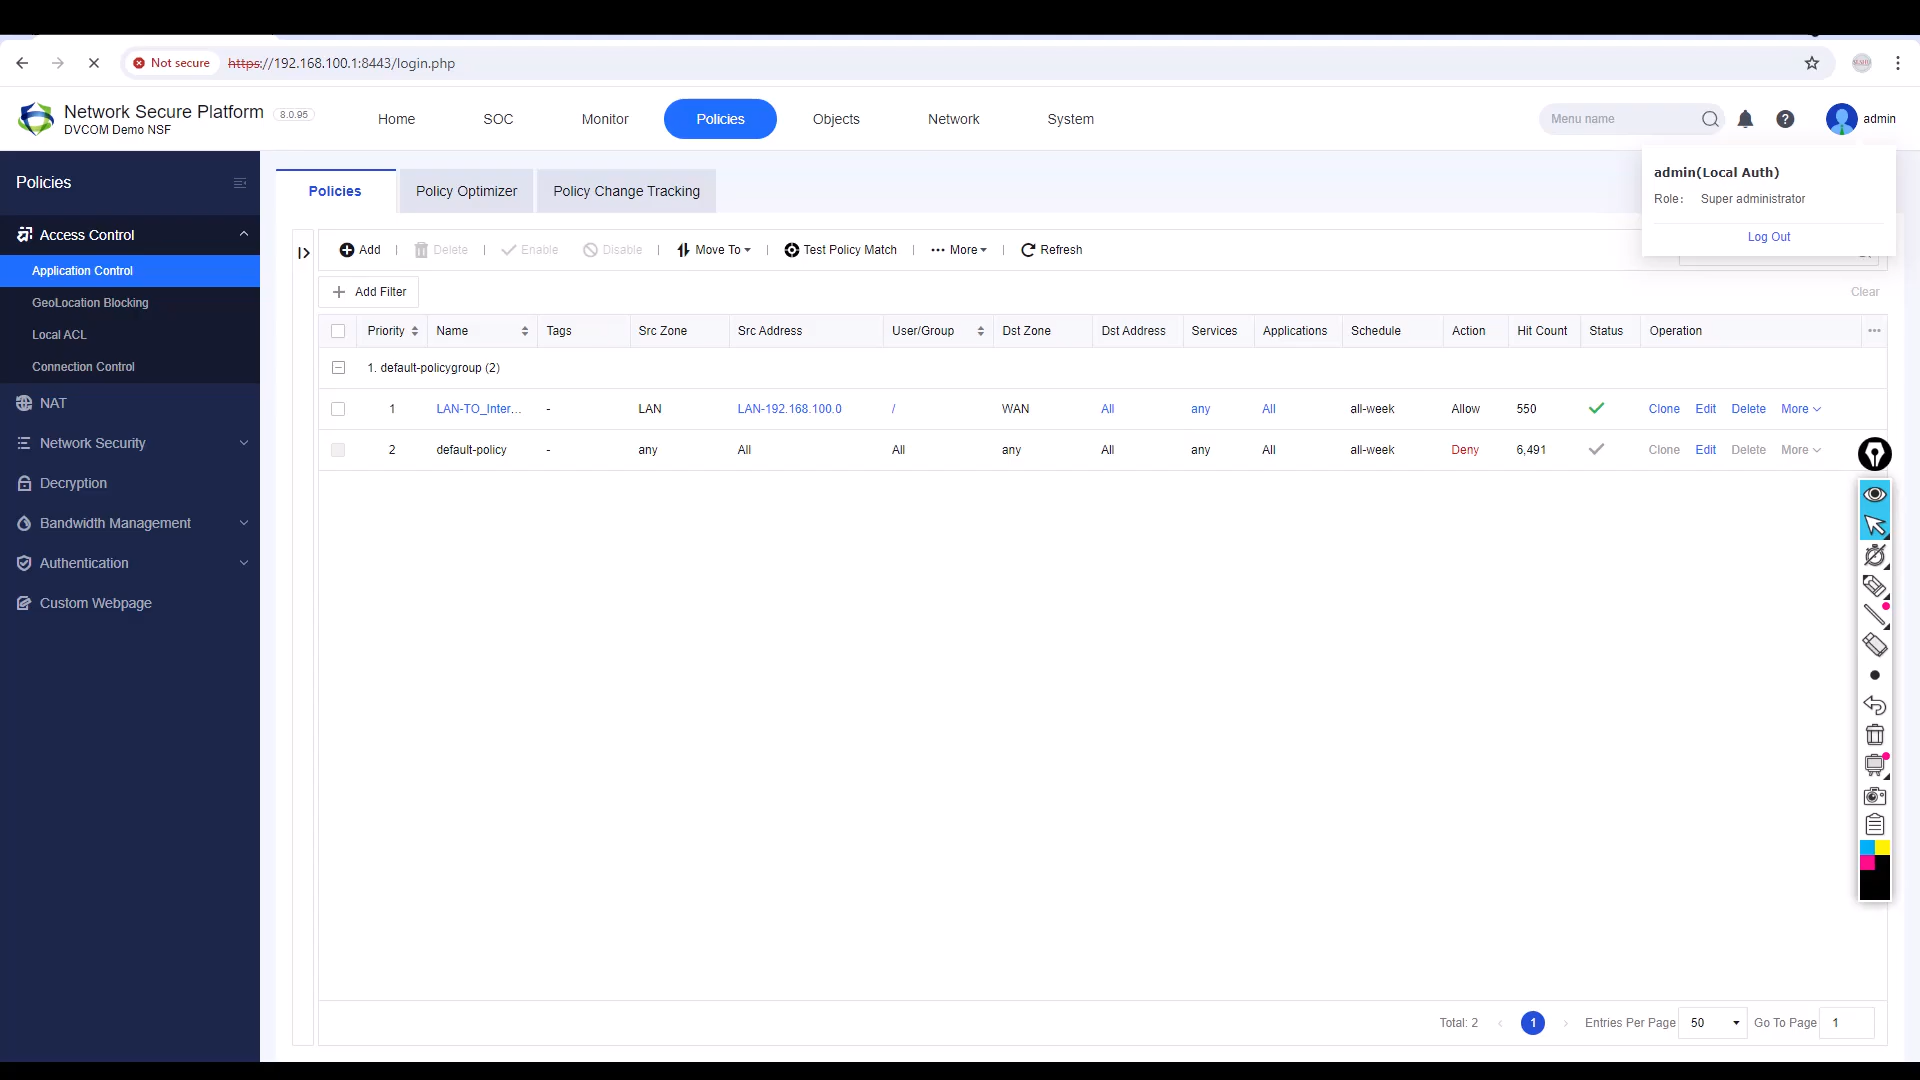 Not secure https://192.168.100.1:8443/login.php
Network Secure Platform 8.0.95
DVCOM Demo NSF
Home SOC Monitor Policies Objects Network System
Menu name
admin
admin(Local Auth)
Role: Super administrator
Log Out
Policies
Access Control
Application Control
GeoLocation Blocking
Local ACL
Connection Control
NAT
Network Security
Decryption
Bandwidth Management
Authentication
Custom Webpage
Policies Policy Optimizer Policy Change Tracking
Add Delete Enable Disable Move To Test Policy Match More Refresh
Add Filter Clear
Priority Name Tags Src Zone Src Address User/Group Dst Zone Dst Address Services Applications Schedule Action Hit Count Status Operation
1. default-policygroup (2)
1 LAN-TO_Inter... - LAN LAN-192.168.100.0 / WAN All any All all-week Allow 550 Clone Edit Delete More
2 default-policy - any All All any All any All all-week Deny 6,491 Clone Edit Delete More
Total: 2 1 Entries Per Page 50 Go To Page 1